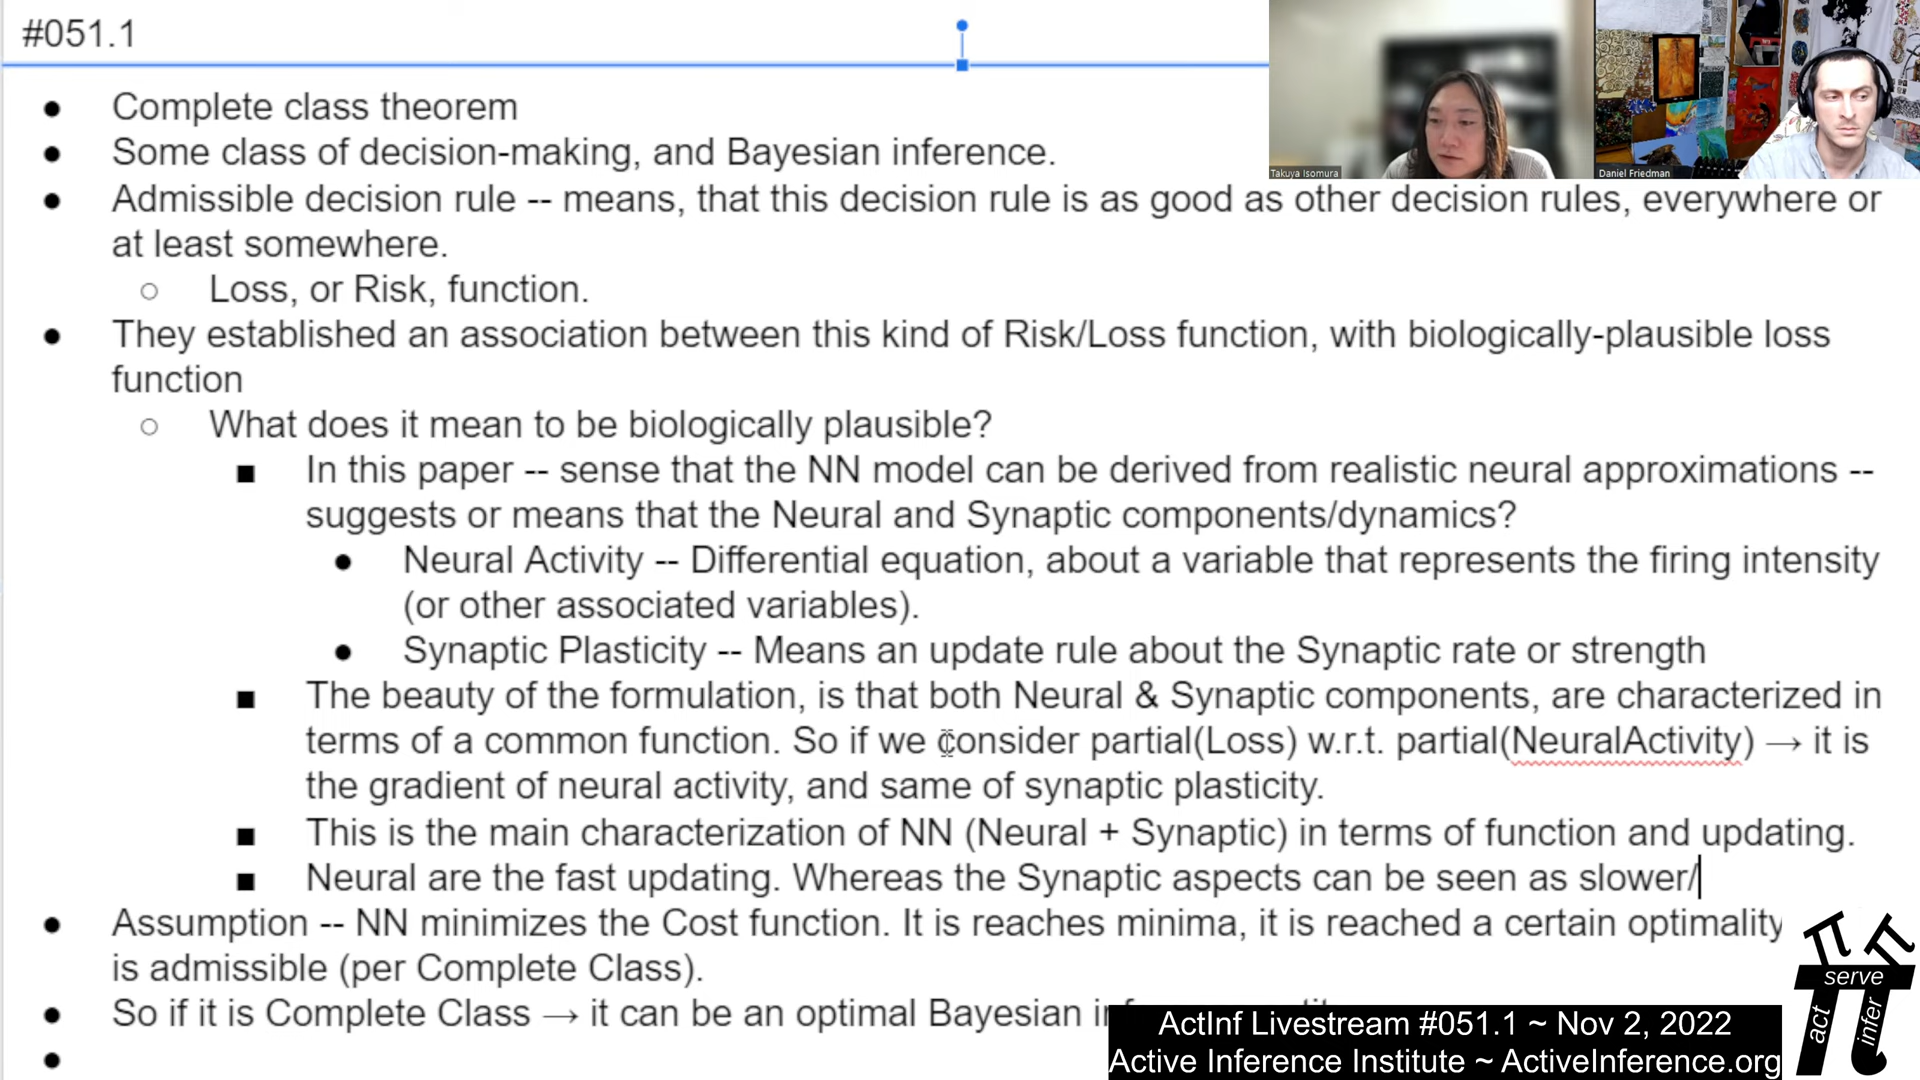 #051.1
Complete class theorem
Some class of decision-making, and Bayesian inference.
Takuya Isomura
Daniel Friedman
Admissible decision rule -- means, that this decision rule is as good as other decision rules, everywhere or
at least somewhere.
Loss, or Risk, function.
They established an association between this kind of Risk/Loss function, with biologically-plausible loss
function
What does it mean to be biologically plausible?
In this paper -- sense that the NN model can be derived from realistic neural approximations --
suggests or means that the Neural and Synaptic components/dynamics?
Neural Activity -- Differential equation, about a variable that represents the firing intensity
(or other associated variables).
Synaptic Plasticity -- Means an update rule about the Synaptic rate or strength
The beauty of the formulation, is that both Neural & Synaptic components, are characterized in
terms of a common function. So if we consider partial(Loss) w.r.t. partial(NeuralActivity) → it is
the gradient of neural activity, and same of synaptic plasticity.
This is the main characterization of NN (Neural + Synaptic) in terms of function and updating.
Neural are the fast updating. Whereas the Synaptic aspects can be seen as slower/
Assumption -- NN minimizes the Cost function. It is reaches minima, it is reached a certain optimality
is admissible (per Complete Class).
So if it is Complete Class → it can be an optimal Bayesian
ActInf Livestream #051.1 ~ Nov 2, 2022
Active Inference Institute ~ ActiveInference.org
serve
act
infer